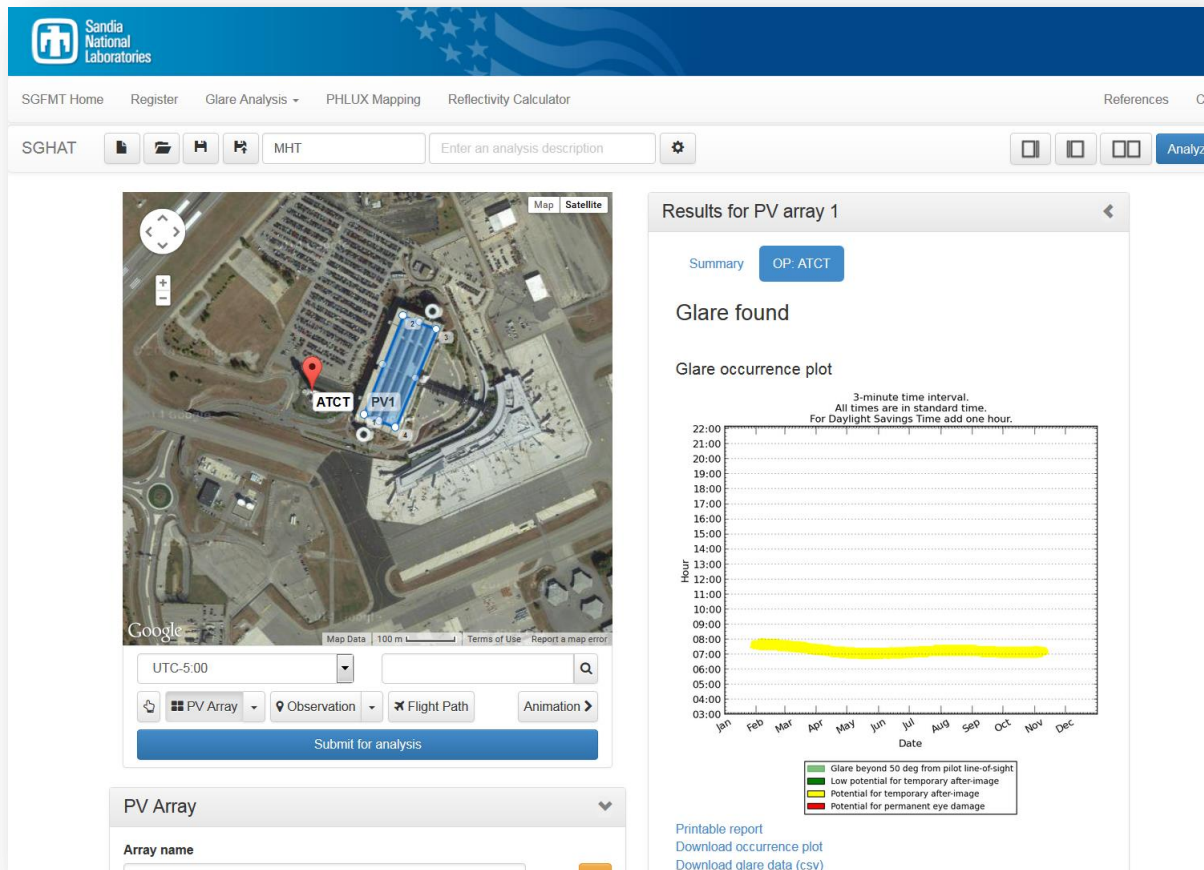 Sandia
National
Laboratories
SGFMT Home Register Glare Analysis PHLUX Mapping Reflectivity Calculator References C
SGHAT MHT Enter an analysis description Analyz
Map Satellite
2
3
ATCT PV1
1
4
Google Map Data 100 m Terms of Use Report a map error
UTC-5:00
PV Array Observation Flight Path Animation
Submit for analysis
PV Array
Array name
Results for PV array 1
Summary OP: ATCT
Glare found
Glare occurrence plot
3-minute time interval.
All times are in standard time.
For Daylight Savings Time add one hour.
22:00
21:00
20:00
19:00
18:00
17:00
16:00
15:00
14:00
13:00
12:00
11:00
10:00
09:00
08:00
07:00
06:00
05:00
04:00
03:00
Hour
Jan Feb Mar Apr May Jun Jul Aug Sep Oct Nov Dec
Date
Glare beyond 50 deg from pilot line-of-sight
Low potential for temporary after-image
Potential for temporary after-image
Potential for permanent eye damage
Printable report
Download occurrence plot
Download glare data (csv)